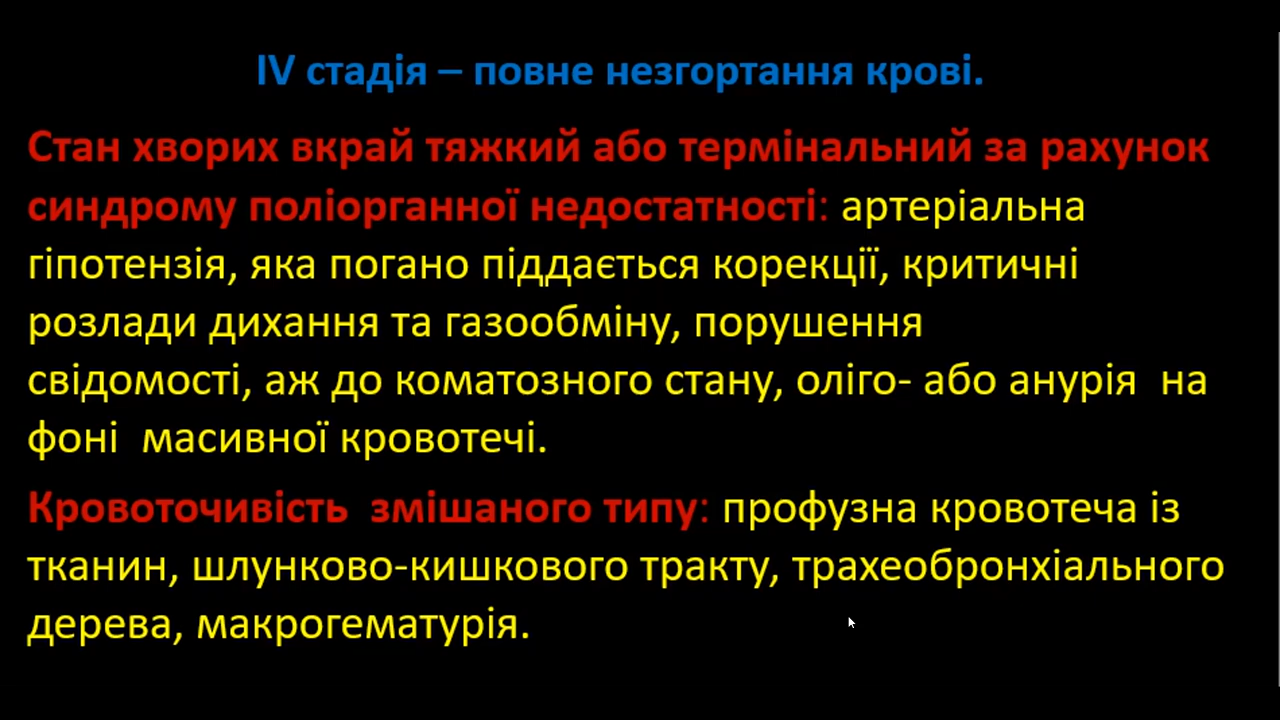 IV стадія – повне незгортання крові.
Стан хворих вкрай тяжкий або термінальний за рахунок
синдрому поліорганної недостатності: артеріальна
гіпотензія, яка погано піддається корекції, критичні
розлади дихання та газообміну, порушення
свідомості, аж до коматозного стану, оліго- або анурія на
фоні масивної кровотечі.
Кровоточивість змішаного типу: профузна кровотеча із
тканин, шлунково-кишкового тракту, трахеобронхіального
дерева, макрогематурія.